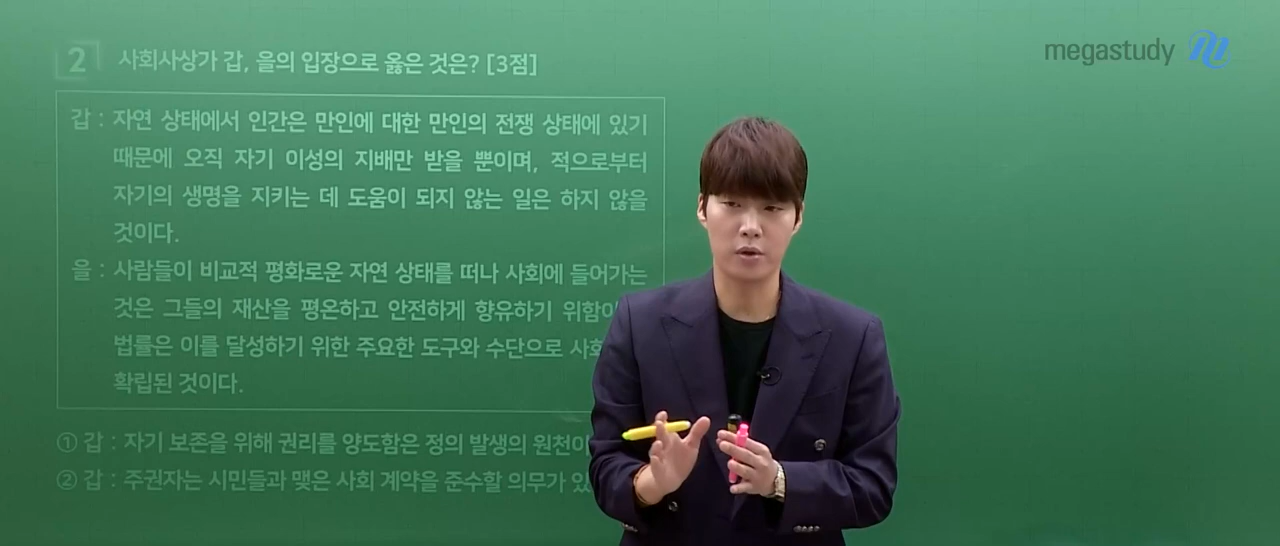 megastudy
2 사회사상가 갑, 을의 입장으로 옳은 것은? [3점]
갑 : 자연 상태에서 인간은 만인에 대한 만인의 전쟁 상태에 있기
때문에 오직 자기 이성의 지배만 받을 뿐이며, 적으로부터
자기의 생명을 지키는 데 도움이 되지 않는 일은 하지 않을
것이다.
을 : 사람들이 비교적 평화로운 자연 상태를 떠나 사회에 들어가는
것은 그들의 재산을 평온하고 안전하게 향유하기
법률은 이를 달성하기 위한 주요한 도구와 수단으로
확립된 것이다.
① 갑 : 자기 보존을 위해 권리를 양도함은 정의 발생의
② 갑 : 주권자는 시민들과 맺은 사회 계약을 준수할 의무가